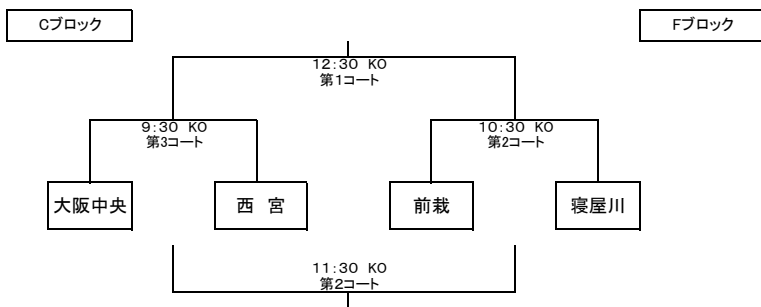 Cブロック
Fブロック
12:30 KO
第1コート
9:30 KO
第3コート
10:30 KO
第2コート
大阪中央
西 宮
前栽
寝屋川
11:30 KO
第2コート